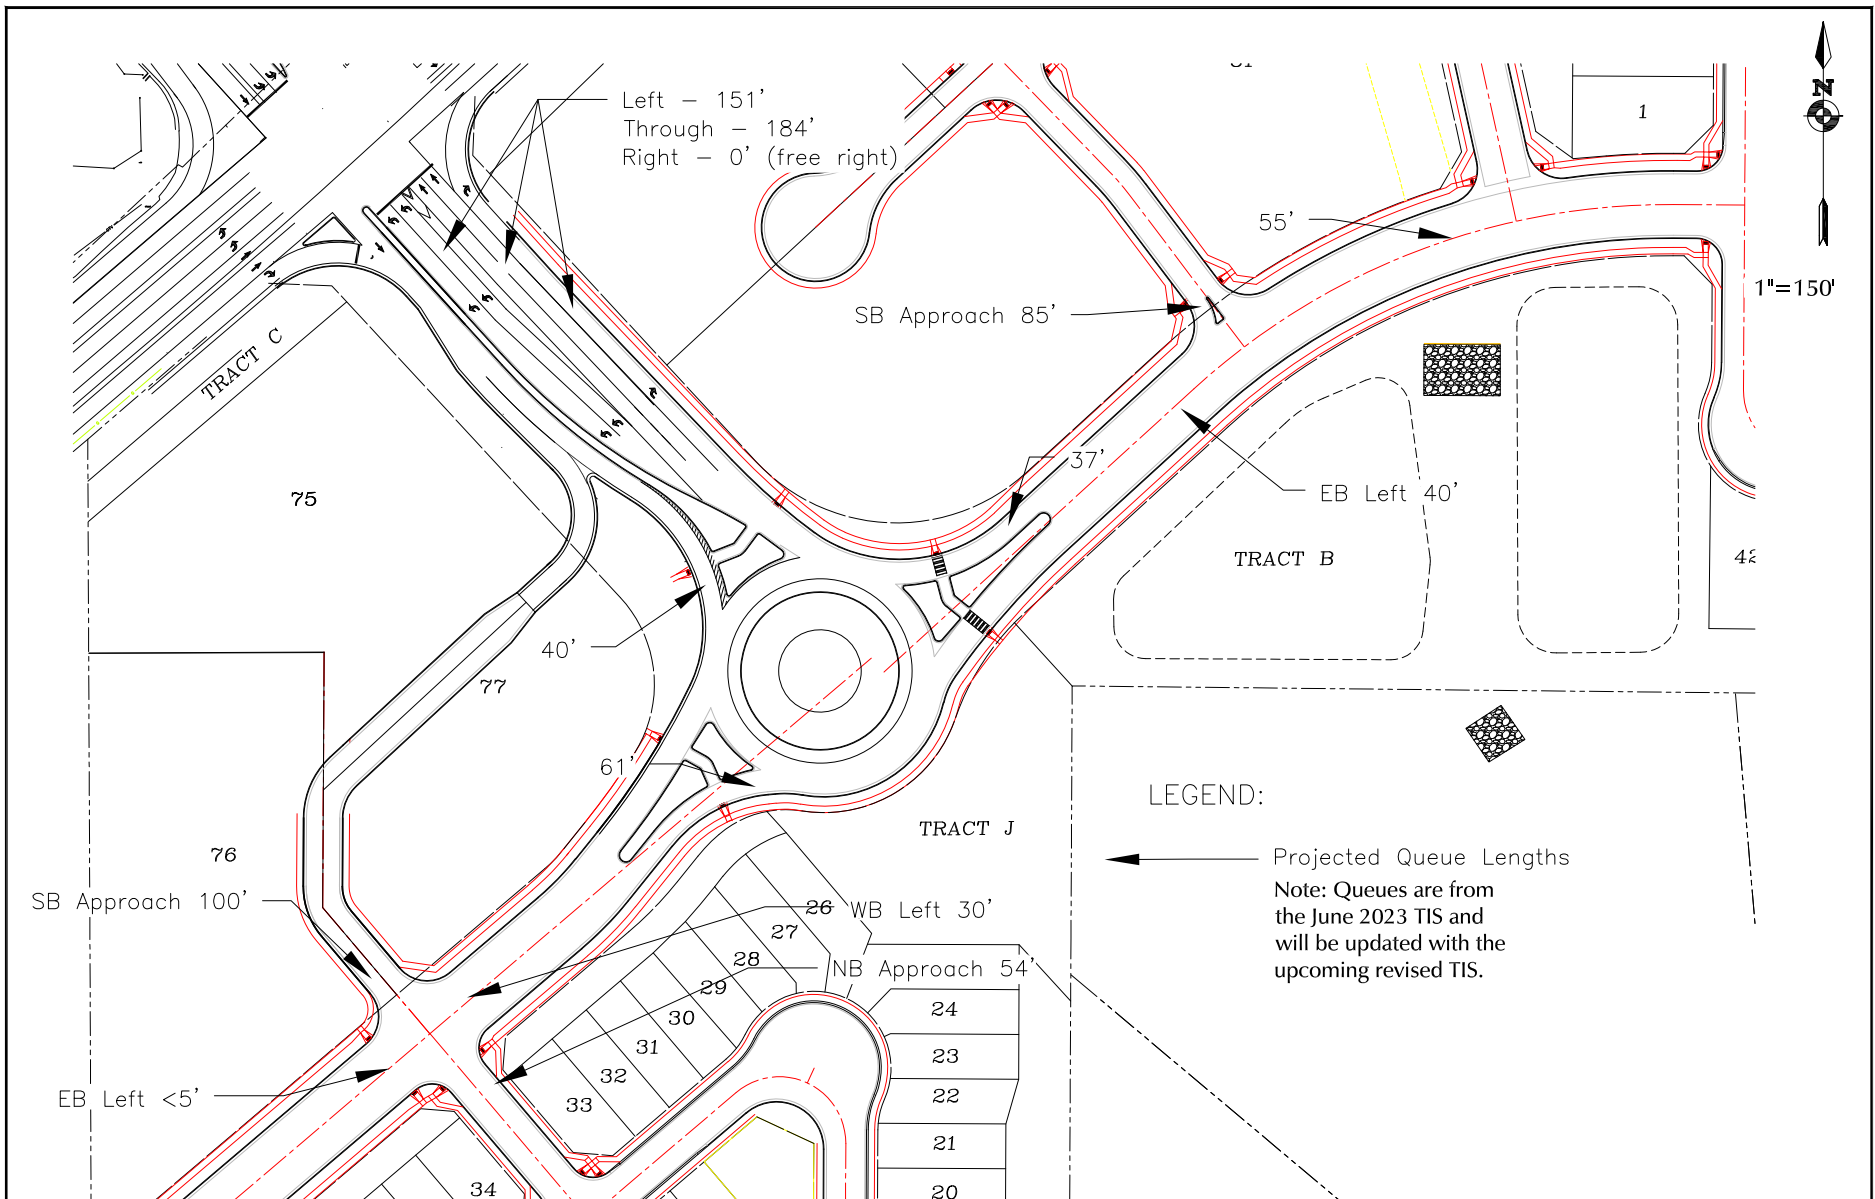 Left – 151'
Through – 184'
Right – 0' (free right)
1
N
55'
1"=150'
SB Approach 85'
TRACT C
37'
EB Left 40'
75
TRACT B
40'
77
61'
LEGEND:
TRACT J
76
Projected Queue Lengths
Note: Queues are from
the June 2023 TIS and
will be updated with the
upcoming revised TIS.
SB Approach 100'
26
WB Left 30'
27
28
NB Approach 54'
29
30
24
31
23
32
22
EB Left <5'
33
21
34
20